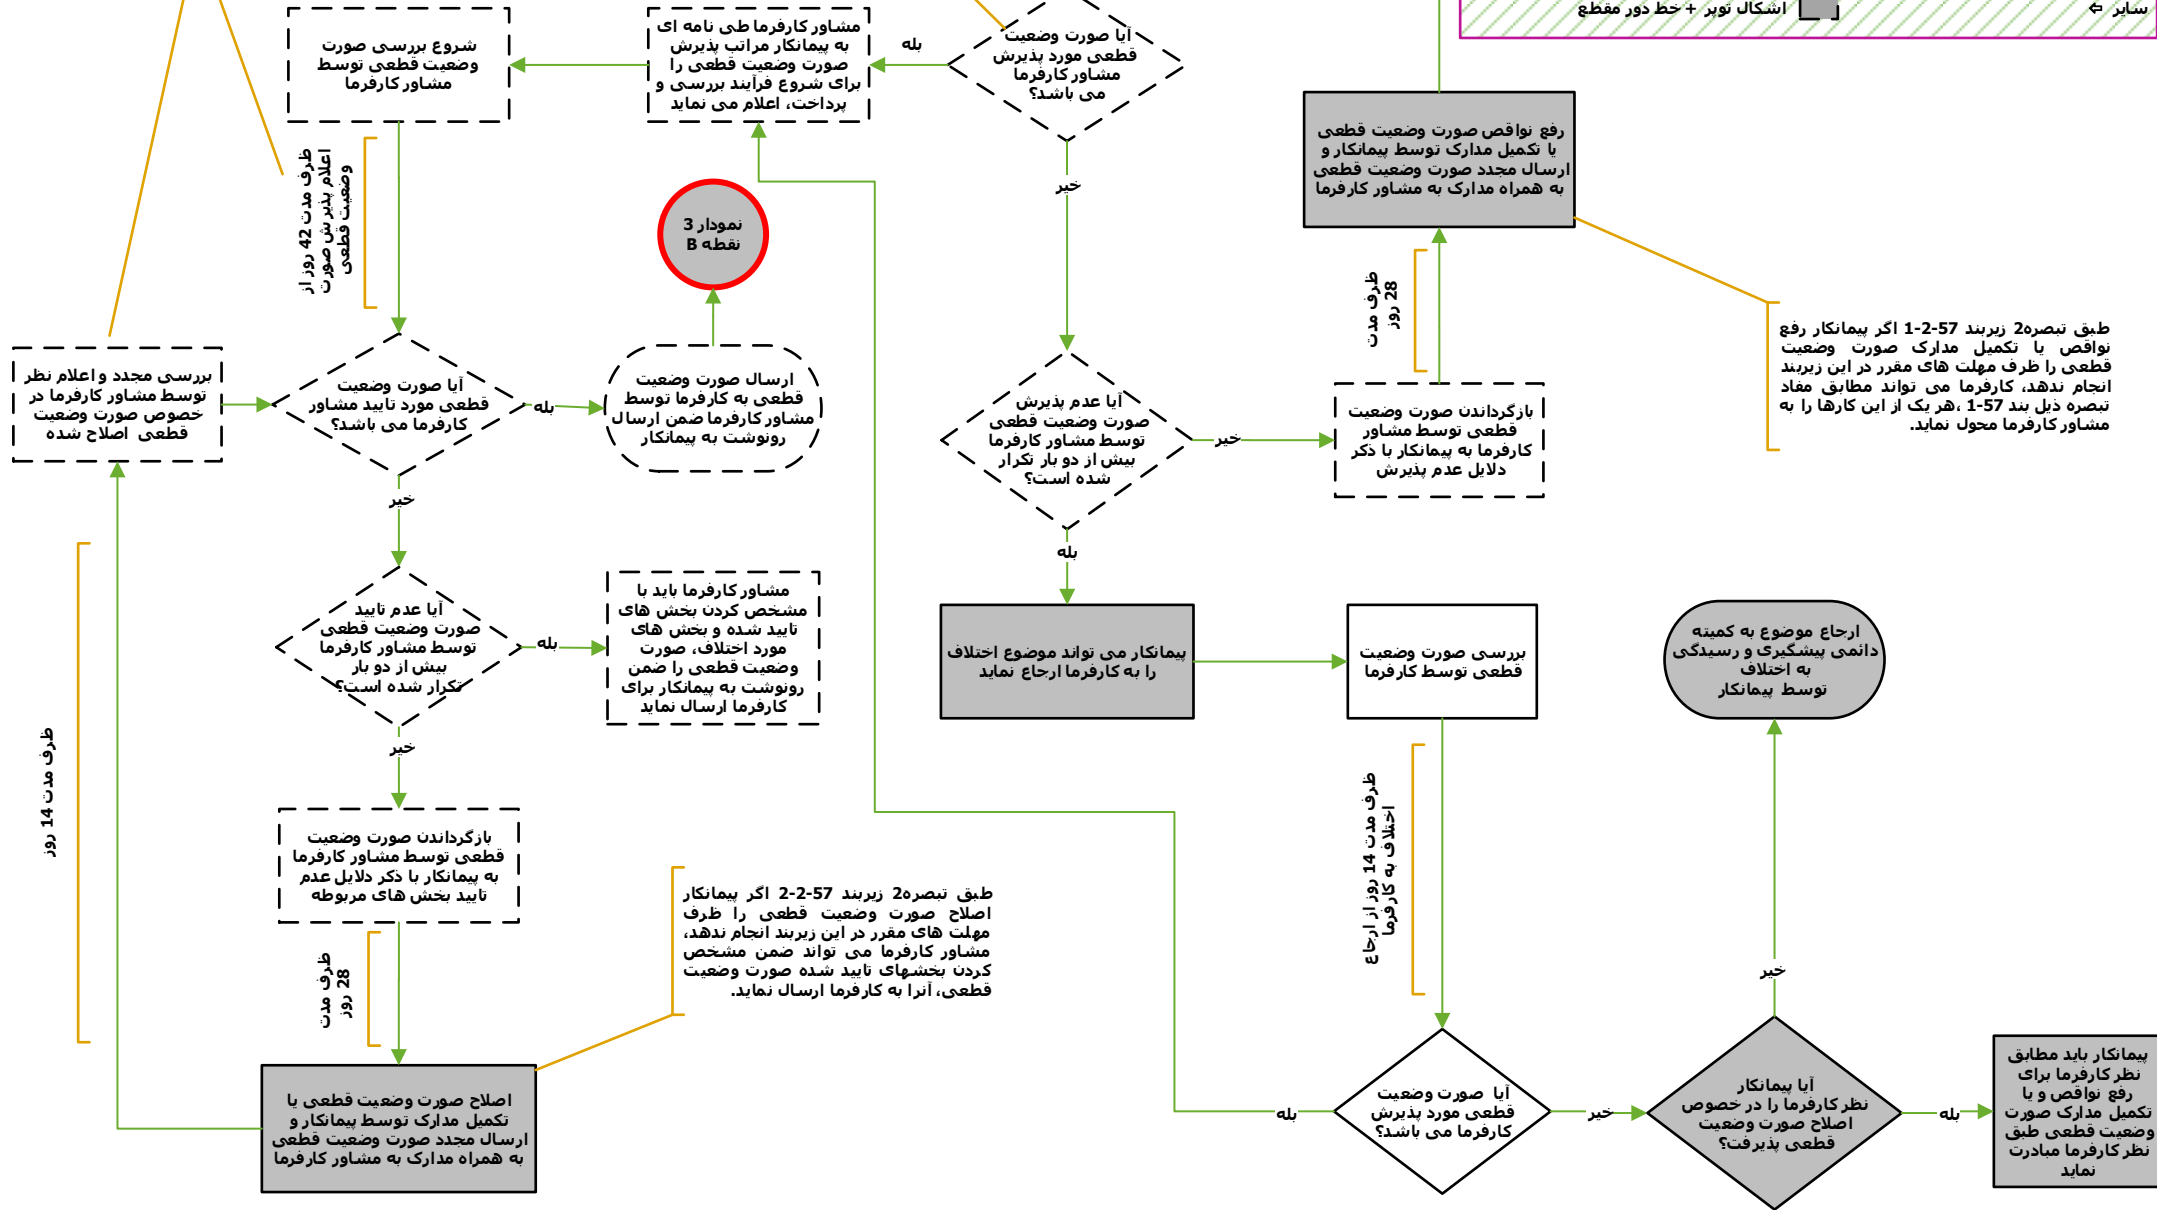 سایر ⇦
اشکال توپر + خط دور مقطع
آیا صورت وضعیت
قطعی مورد پذیرش
مشاور کارفرما
می باشد؟
بله
مشاور کارفرما طی نامه ای
به پیمانکار مراتب پذیرش
صورت وضعیت قطعی را
برای شروع فرآیند بررسی و
پرداخت، اعلام می نماید
شروع بررسی صورت
وضعیت قطعی توسط
مشاور کارفرما
رفع نواقص صورت وضعیت قطعی
یا تکمیل مدارک توسط پیمانکار و
ارسال مجدد صورت وضعیت قطعی
به همراه مدارک به مشاور کارفرما
خیر
ظرف مدت 42 روز از
اعلام پذیرش صورت
وضعیت قطعی
نمودار 3
نقطه B
ظرف مدت
28 روز
طبق تبصره2 زیربند 57-2-1 اگر پیمانکار رفع
نواقص یا تکمیل مدارک صورت وضعیت
قطعی را ظرف مهلت های مقرر در این زیربند
انجام ندهد، کارفرما می تواند مطابق مفاد
تبصره ذیل بند 57-1 ،هر یک از این کارها را به
مشاور کارفرما محول نماید.
بازگرداندن صورت وضعیت
قطعی توسط مشاور
کارفرما به پیمانکار با ذکر
دلایل عدم پذیرش
خیر
آیا عدم پذیرش
صورت وضعیت قطعی
توسط مشاور کارفرما
بیش از دو بار تکرار
شده است؟
بله
ارسال صورت وضعیت
قطعی به کارفرما توسط
مشاور کارفرما ضمن ارسال
رونوشت به پیمانکار
بله
آیا صورت وضعیت
قطعی مورد تایید مشاور
کارفرما می باشد؟
بررسی مجدد و اعلام نظر
توسط مشاور کارفرما در
خصوص صورت وضعیت
قطعی اصلاح شده
خیر
آیا عدم تایید
صورت وضعیت قطعی
توسط مشاور کارفرما
بیش از دو بار
تکرار شده است؟
بله
مشاور کارفرما باید با
مشخص کردن بخش های
تایید شده و بخش های
مورد اختلاف، صورت
وضعیت قطعی را ضمن
رونوشت به پیمانکار برای
کارفرما ارسال نماید
پیمانکار می تواند موضوع اختلاف
را به کارفرما ارجاع نماید
بررسی صورت وضعیت
قطعی توسط کارفرما
ارجاع موضوع به کمیته
دائمی پیشگیری و رسیدگی
به اختلاف
توسط پیمانکار
خیر
ظرف مدت 14 روز
ظرف مدت 14 روز از ارجاع
اختلاف به کارفرما
بازگرداندن صورت وضعیت
قطعی توسط مشاور کارفرما
به پیمانکار با ذکر دلایل عدم
تایید بخش های مربوطه
طبق تبصره2 زیربند 57-2-2 اگر پیمانکار
اصلاح صورت وضعیت قطعی را ظرف
مهلت های مقرر در این زیربند انجام ندهد،
مشاور کارفرما می تواند ضمن مشخص
کردن بخشهای تایید شده صورت وضعیت
قطعی، آنرا به کارفرما ارسال نماید.
ظرف مدت
28 روز
خیر
اصلاح صورت وضعیت قطعی یا
تکمیل مدارک توسط پیمانکار و
ارسال مجدد صورت وضعیت قطعی
به همراه مدارک به مشاور کارفرما
بله
آیا صورت وضعیت
قطعی مورد پذیرش
کارفرما می باشد؟
خیر
آیا پیمانکار
نظر کارفرما را در خصوص
اصلاح صورت وضعیت
قطعی پذیرفت؟
بله
پیمانکار باید مطابق
نظر کارفرما برای
رفع نواقص و یا
تکمیل مدارک صورت
وضعیت قطعی طبق
نظر کارفرما مبادرت
نماید